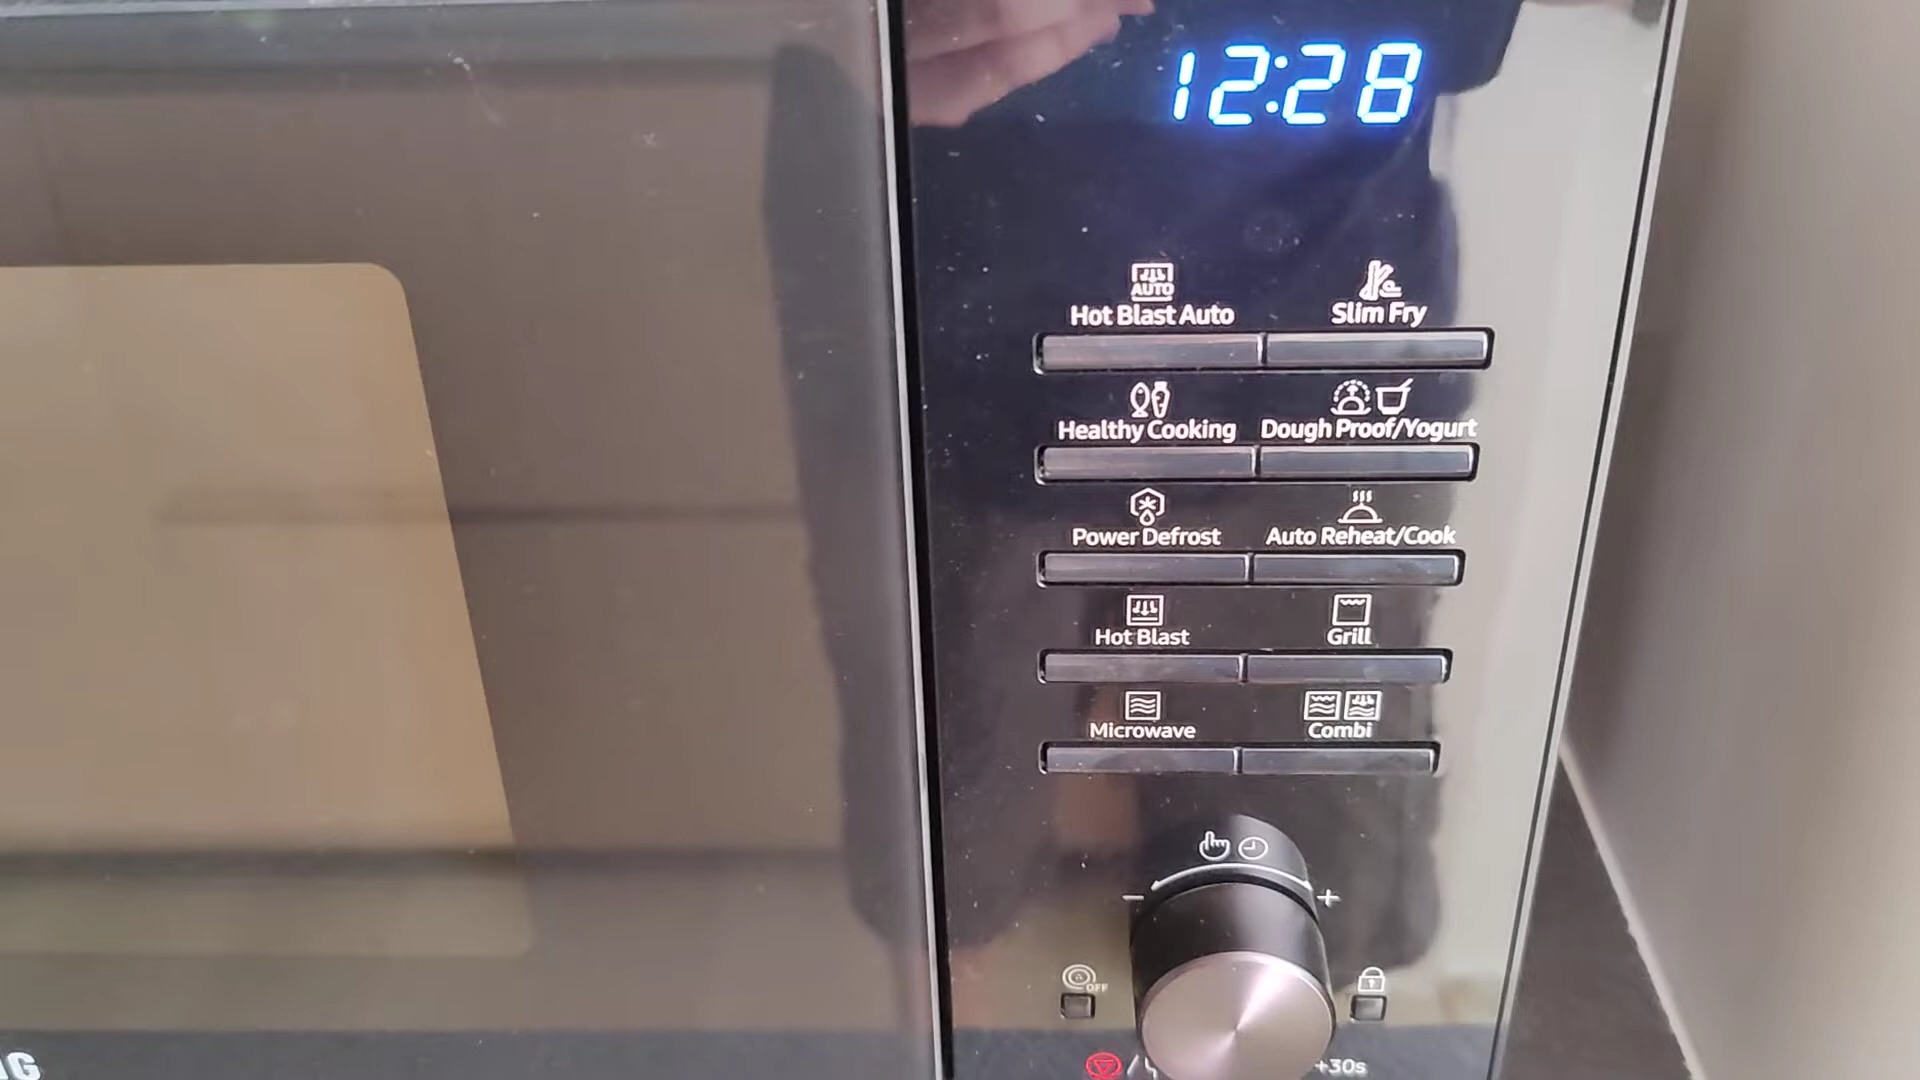 12:28
AUTO
Hot Blast Auto
Slim Fry
Healthy Cooking
Dough Proof/Yogurt
Power Defrost
Auto Reheat/Cook
Hot Blast
Grill
Microwave
Combi
- +
OFF
/ +30s
NG